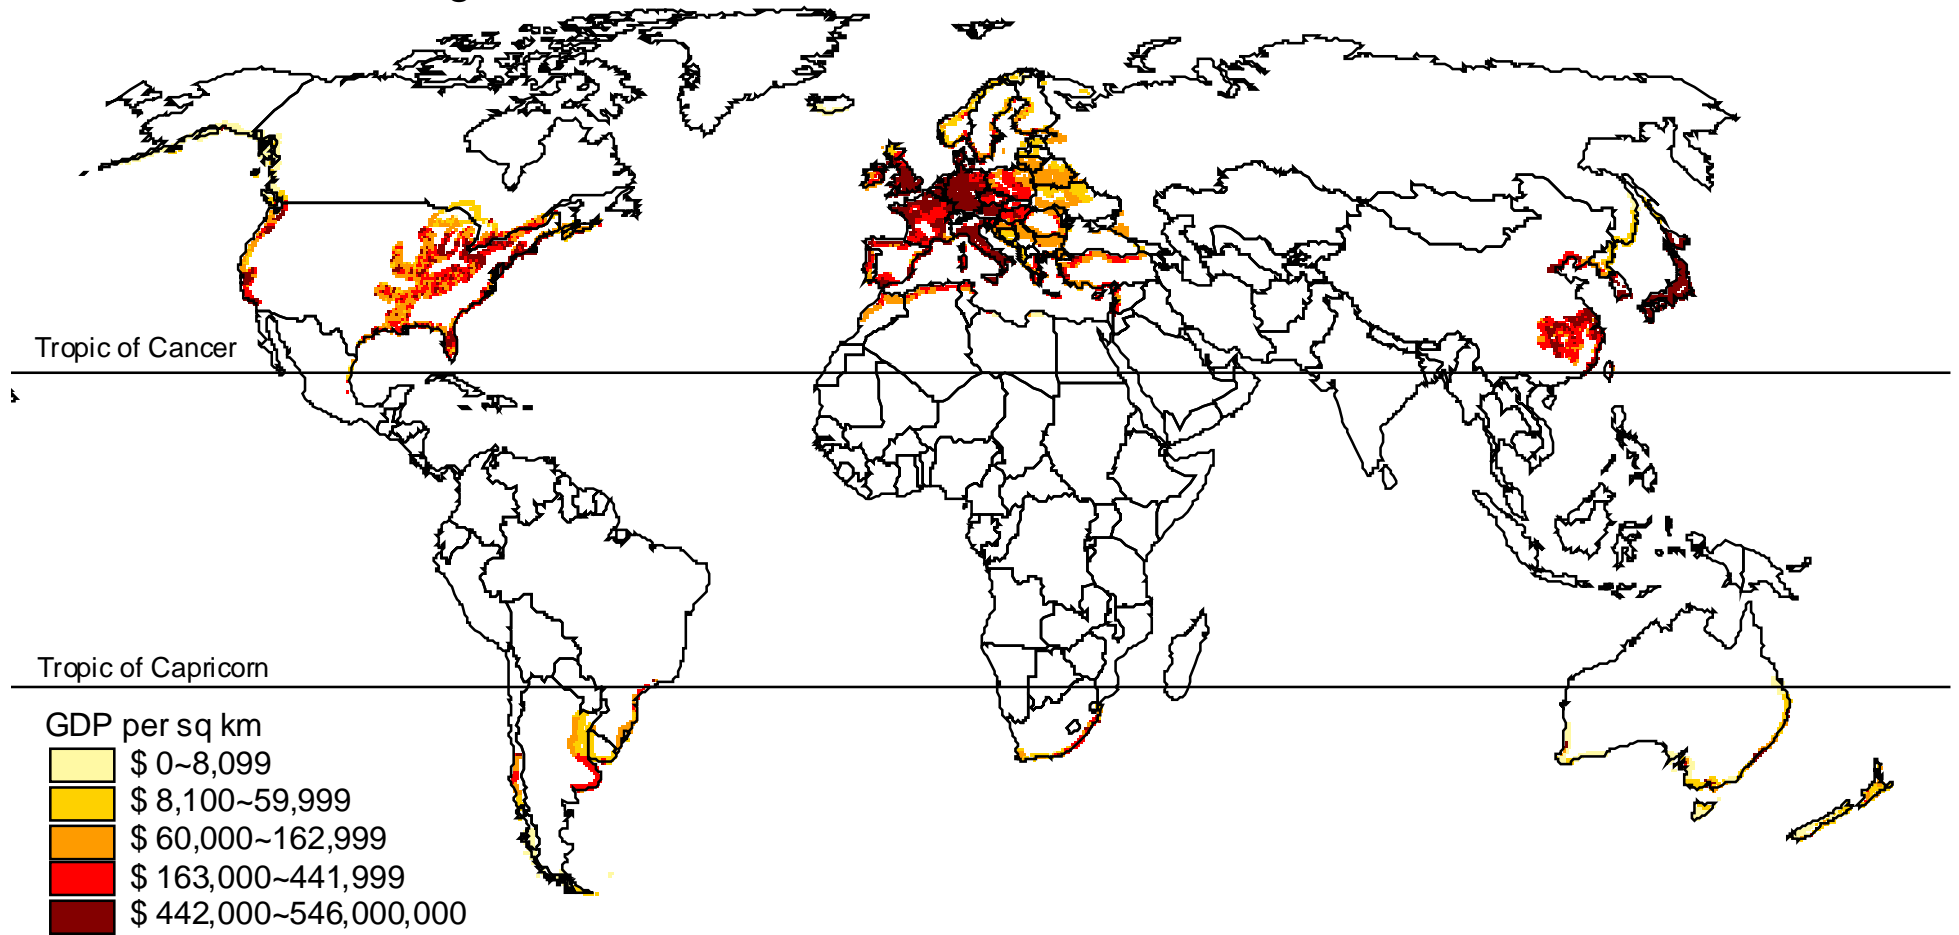 Tropic of Cancer
Tropic of Capricorn
GDP per sq km
$ 0~8,099
$ 8,100~59,999
$ 60,000~162,999
$ 163,000~441,999
$ 442,000~546,000,000